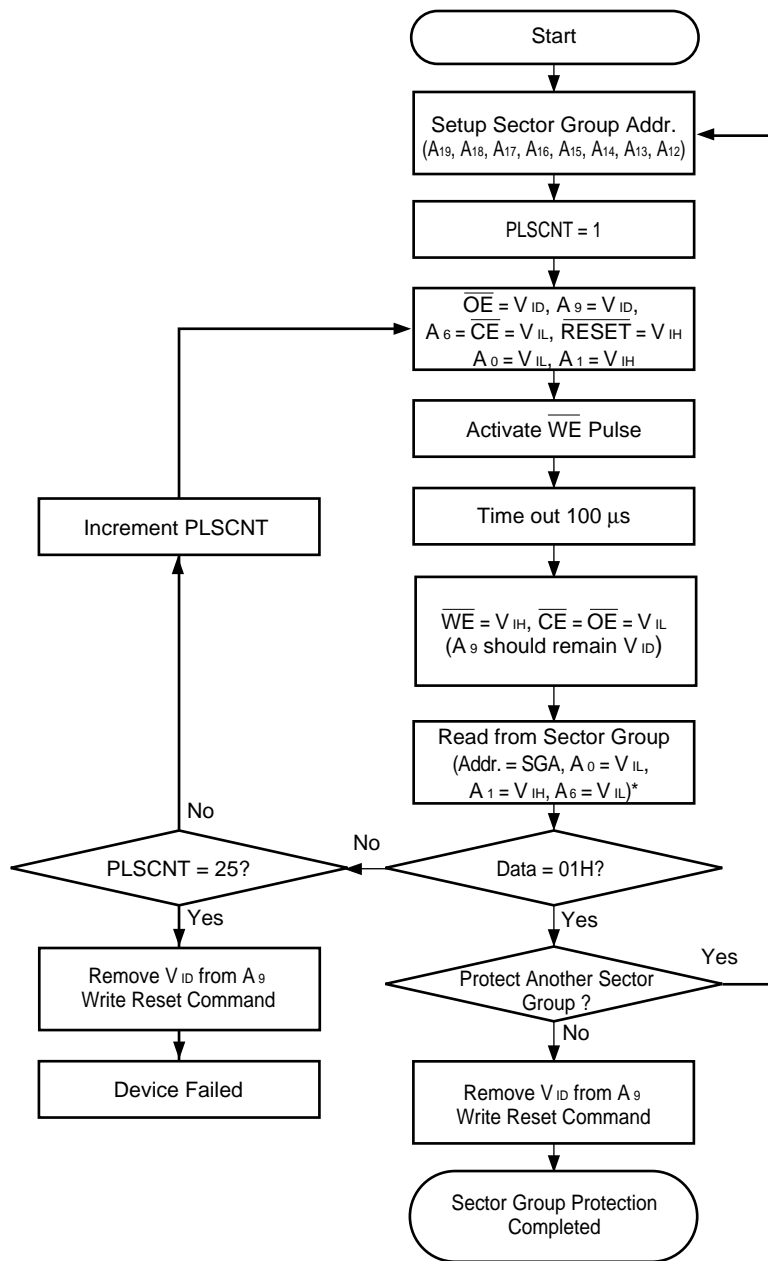 Start
Setup Sector Group Addr.
(A19, A18, A17, A16, A15, A14, A13, A12)
PLSCNT = 1
OE = VID, A9 = VID,
A6 = CE = VIL, RESET = VIH
A0 = VIL, A1 = VIH
Activate WE Pulse
Time out 100 µs
Increment PLSCNT
WE = VIH, CE = OE = VIL
(A9 should remain VID)
Read from Sector Group
(Addr. = SGA, A0 = VIL,
A1 = VIH, A6 = VIL)*
No
No
PLSCNT = 25?
Data = 01H?
Yes
Yes
Yes
Remove VID from A9
Write Reset Command
Protect Another Sector
Group ?
No
Device Failed
Remove VID from A9
Write Reset Command
Sector Group Protection
Completed